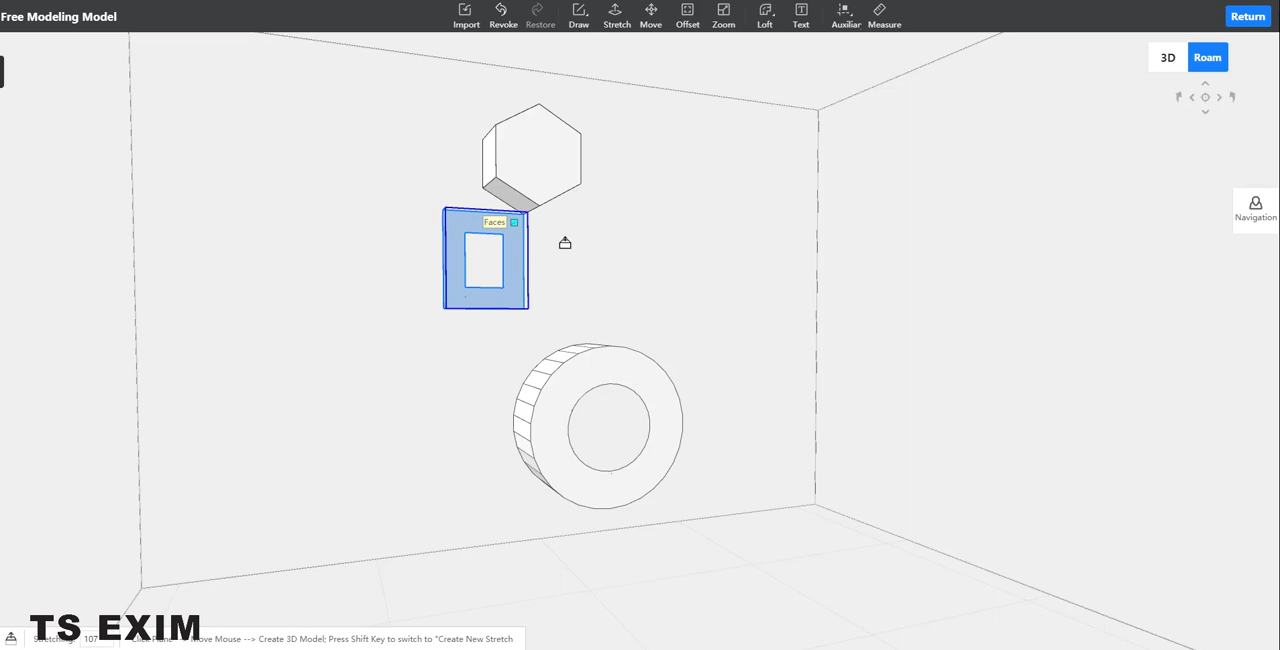 Free Modeling Model
Import Revoke Restore Draw Stretch Move Offset Zoom Loft Text Auxiliar Measure
Return
3D Roam
Navigation
Faces
TS EXIM
107
Move Mouse --> Create 3D Model; Press Shift Key to switch to "Create New Stretch